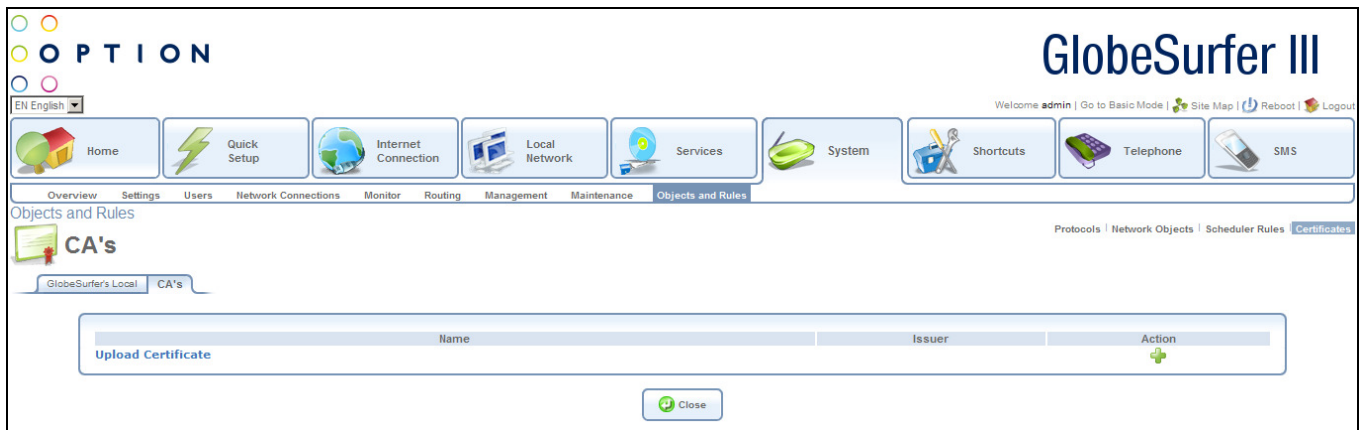 OPTION
GlobeSurfer III
EN English
Welcome admin | Go to Basic Mode | Site Map | Reboot | Logout
Home
Quick
Setup
Internet
Connection
Local
Network
Services
System
Shortcuts
Telephone
SMS
Overview Settings Users Network Connections Monitor Routing Management Maintenance Objects and Rules
Objects and Rules
CA's
Protocols | Network Objects | Scheduler Rules | Certificates
GlobeSurfer's Local CA's
Name Issuer Action
Upload Certificate
Close